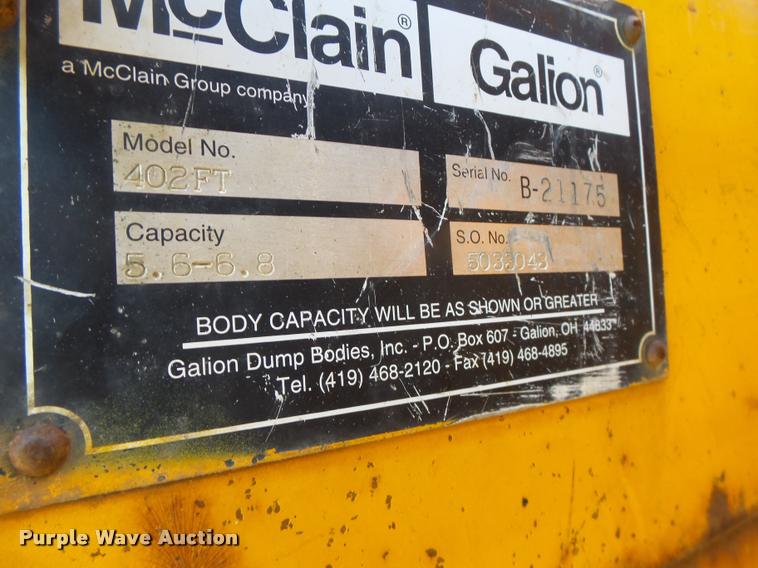 McClain®
Galion®
a McClain Group company
Model No.
402FT
Serial No.
B-21175
Capacity
5.6-6.8
S.O. No.
5033043
BODY CAPACITY WILL BE AS SHOWN OR GREATER
Galion Dump Bodies, Inc. - P.O. Box 607 - Galion, OH 44833
Tel. (419) 468-2120 - Fax (419) 468-4895
Purple Wave Auction